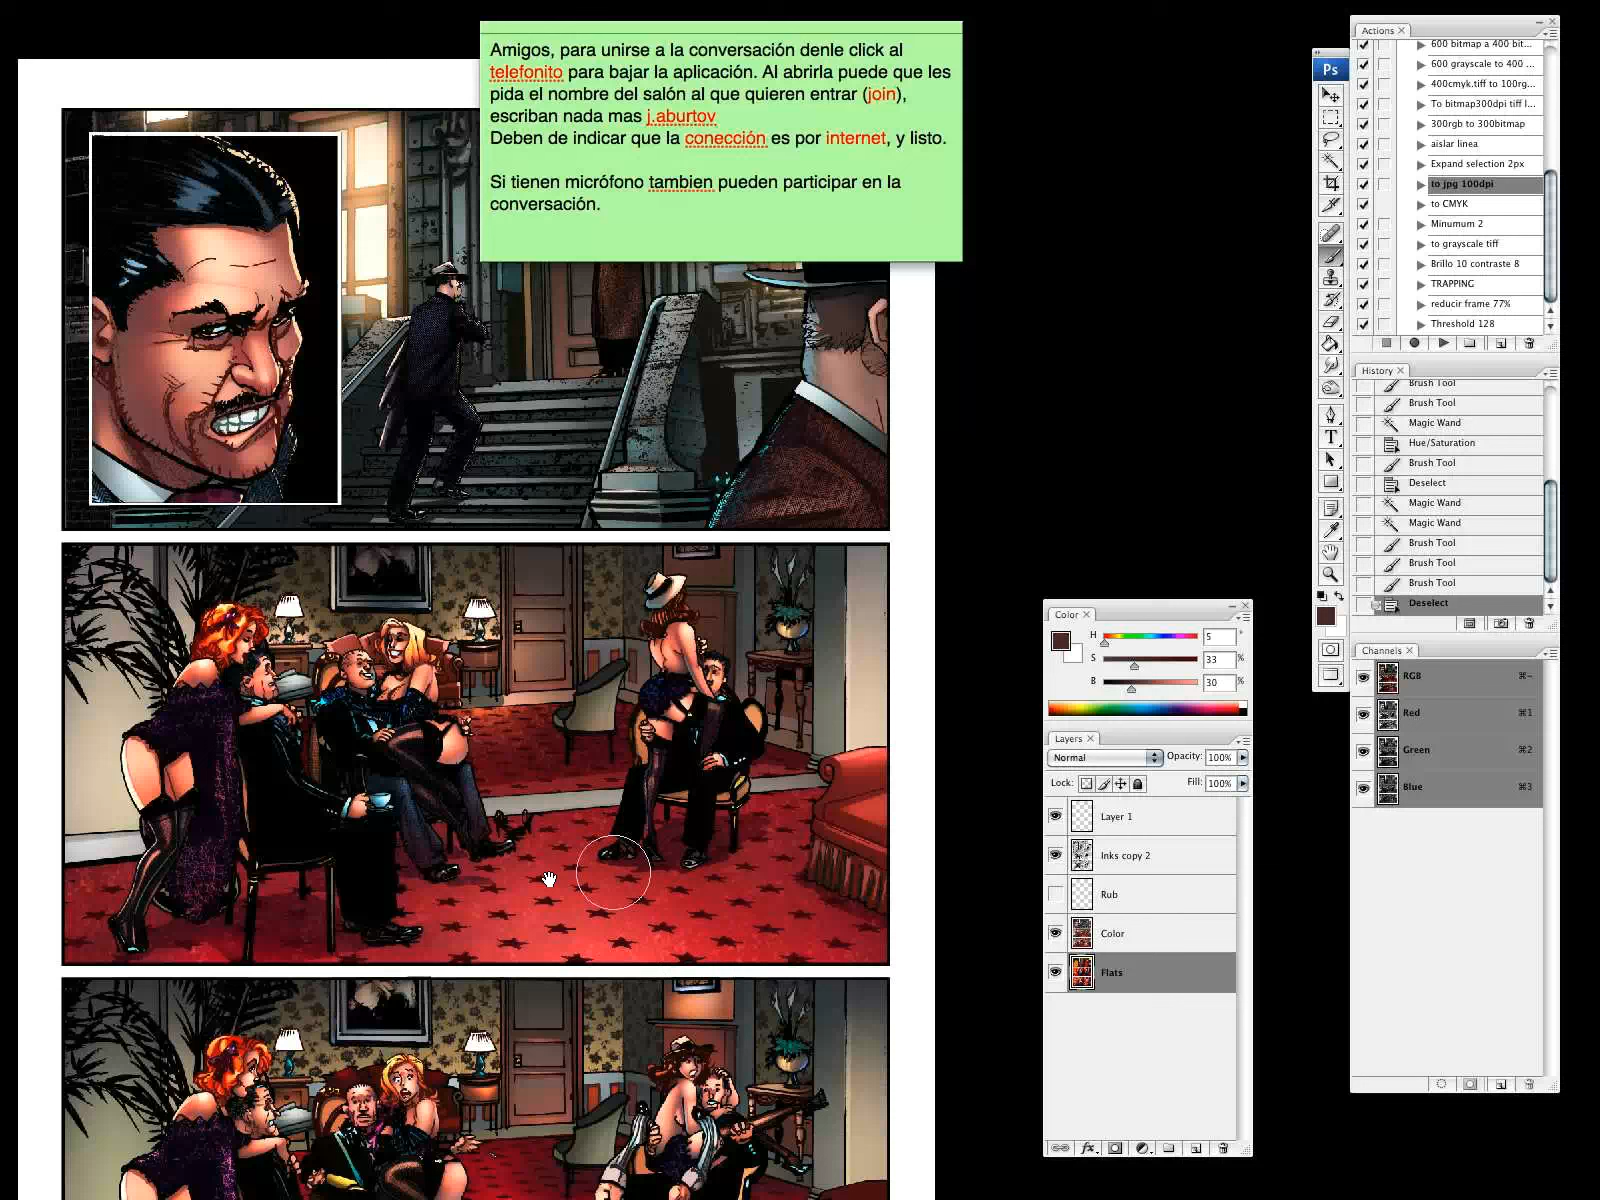 Amigos, para unirse a la conversación denle click al
telefonito para bajar la aplicación. Al abrirla puede que les
pida el nombre del salón al que quieren entrar (join),
escriban nada mas j.aburtov
Deben de indicar que la conección es por internet, y listo.
Si tienen micrófono tambien pueden participar en la
conversación.
Actions
600 bitmap a 400 bit...
600 grayscale to 400 ...
400cmyk.tiff to 100rg...
To bitmap300dpi tiff l...
300rgb to 300bitmap
aislar linea
Expand selection 2px
to jpg 100dpi
to CMYK
Minumum 2
to grayscale tiff
Brillo 10 contraste 8
TRAPPING
reducir frame 77%
Threshold 128
Ps
T
History
Brush Tool
Brush Tool
Magic Wand
Hue/Saturation
Brush Tool
Deselect
Magic Wand
Magic Wand
Brush Tool
Brush Tool
Brush Tool
Deselect
Channels
RGB ⌘~
Red ⌘1
Green ⌘2
Blue ⌘3
Color
H 5 °
S 33 %
B 30 %
Layers
Normal Opacity: 100%
Lock: Fill: 100%
Layer 1
Inks copy 2
Rub
Color
Flats
fx